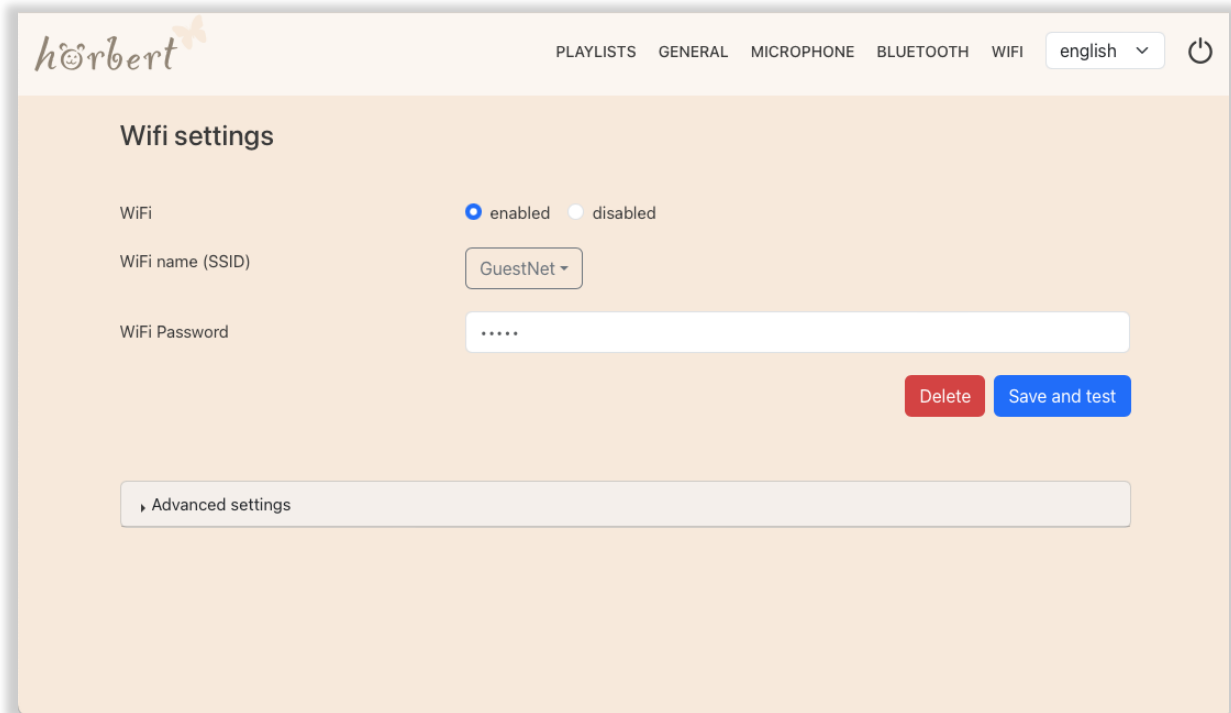 hörbert
PLAYLISTS GENERAL MICROPHONE BLUETOOTH WIFI english
Wifi settings
WiFi enabled disabled
WiFi name (SSID) GuestNet
WiFi Password •••••
Delete Save and test
Advanced settings